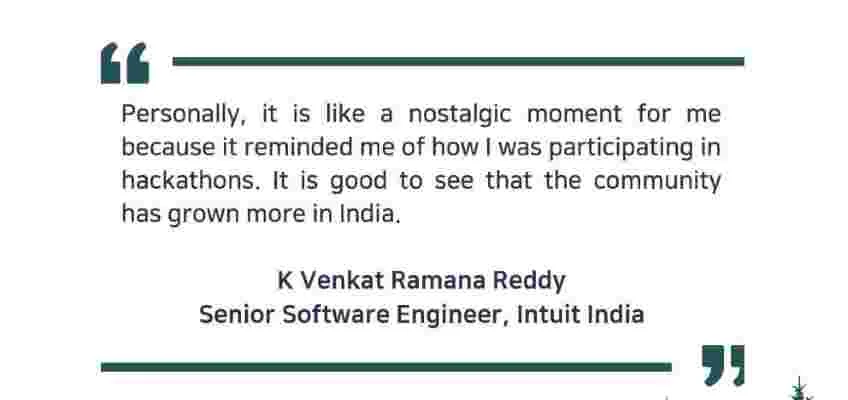 Personally, it is like a nostalgic moment for me
because it reminded me of how I was participating in
hackathons. It is good to see that the community
has grown more in India.
K Venkat Ramana Reddy
Senior Software Engineer, Intuit India